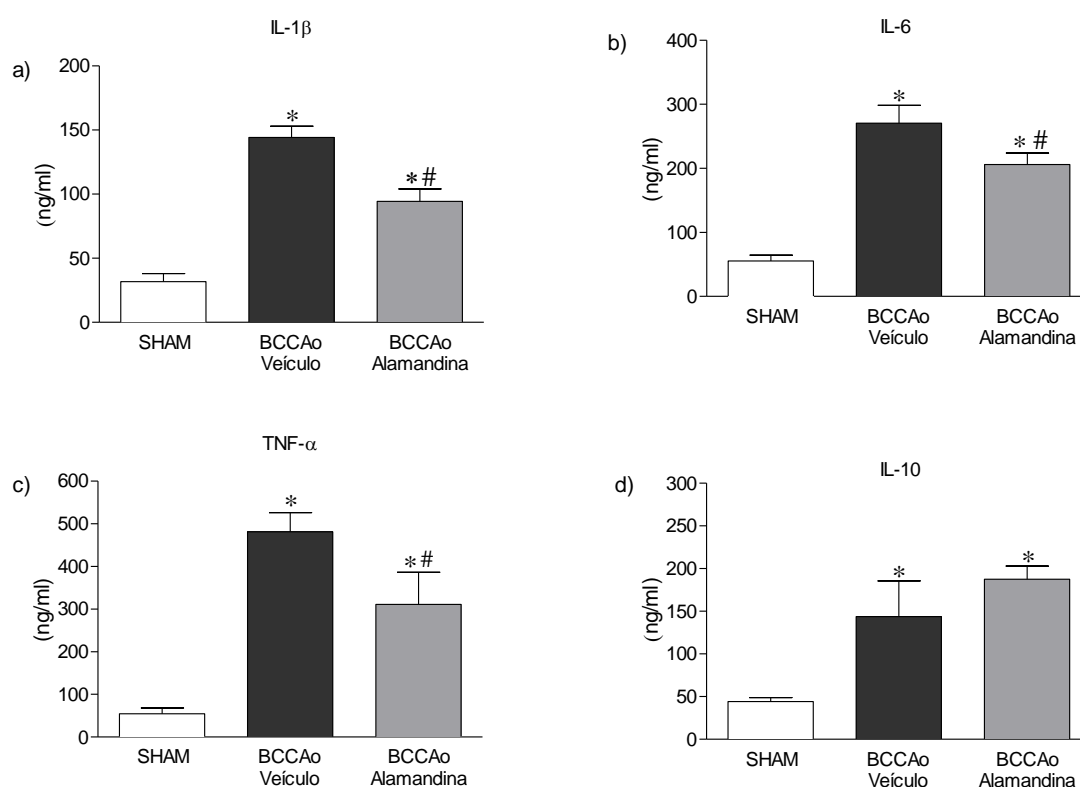 a)
IL-1β
(ng/ml)
200
150
100
50
0
*
*#
SHAM
BCCAo
Veículo
BCCAo
Alamandina
b)
IL-6
(ng/ml)
400
300
200
100
0
*
*#
SHAM
BCCAo
Veículo
BCCAo
Alamandina
c)
TNF-α
(ng/ml)
600
500
400
300
200
100
0
*
*#
SHAM
BCCAo
Veículo
BCCAo
Alamandina
d)
IL-10
(ng/ml)
300
250
200
150
100
50
0
*
*
SHAM
BCCAo
Veículo
BCCAo
Alamandina